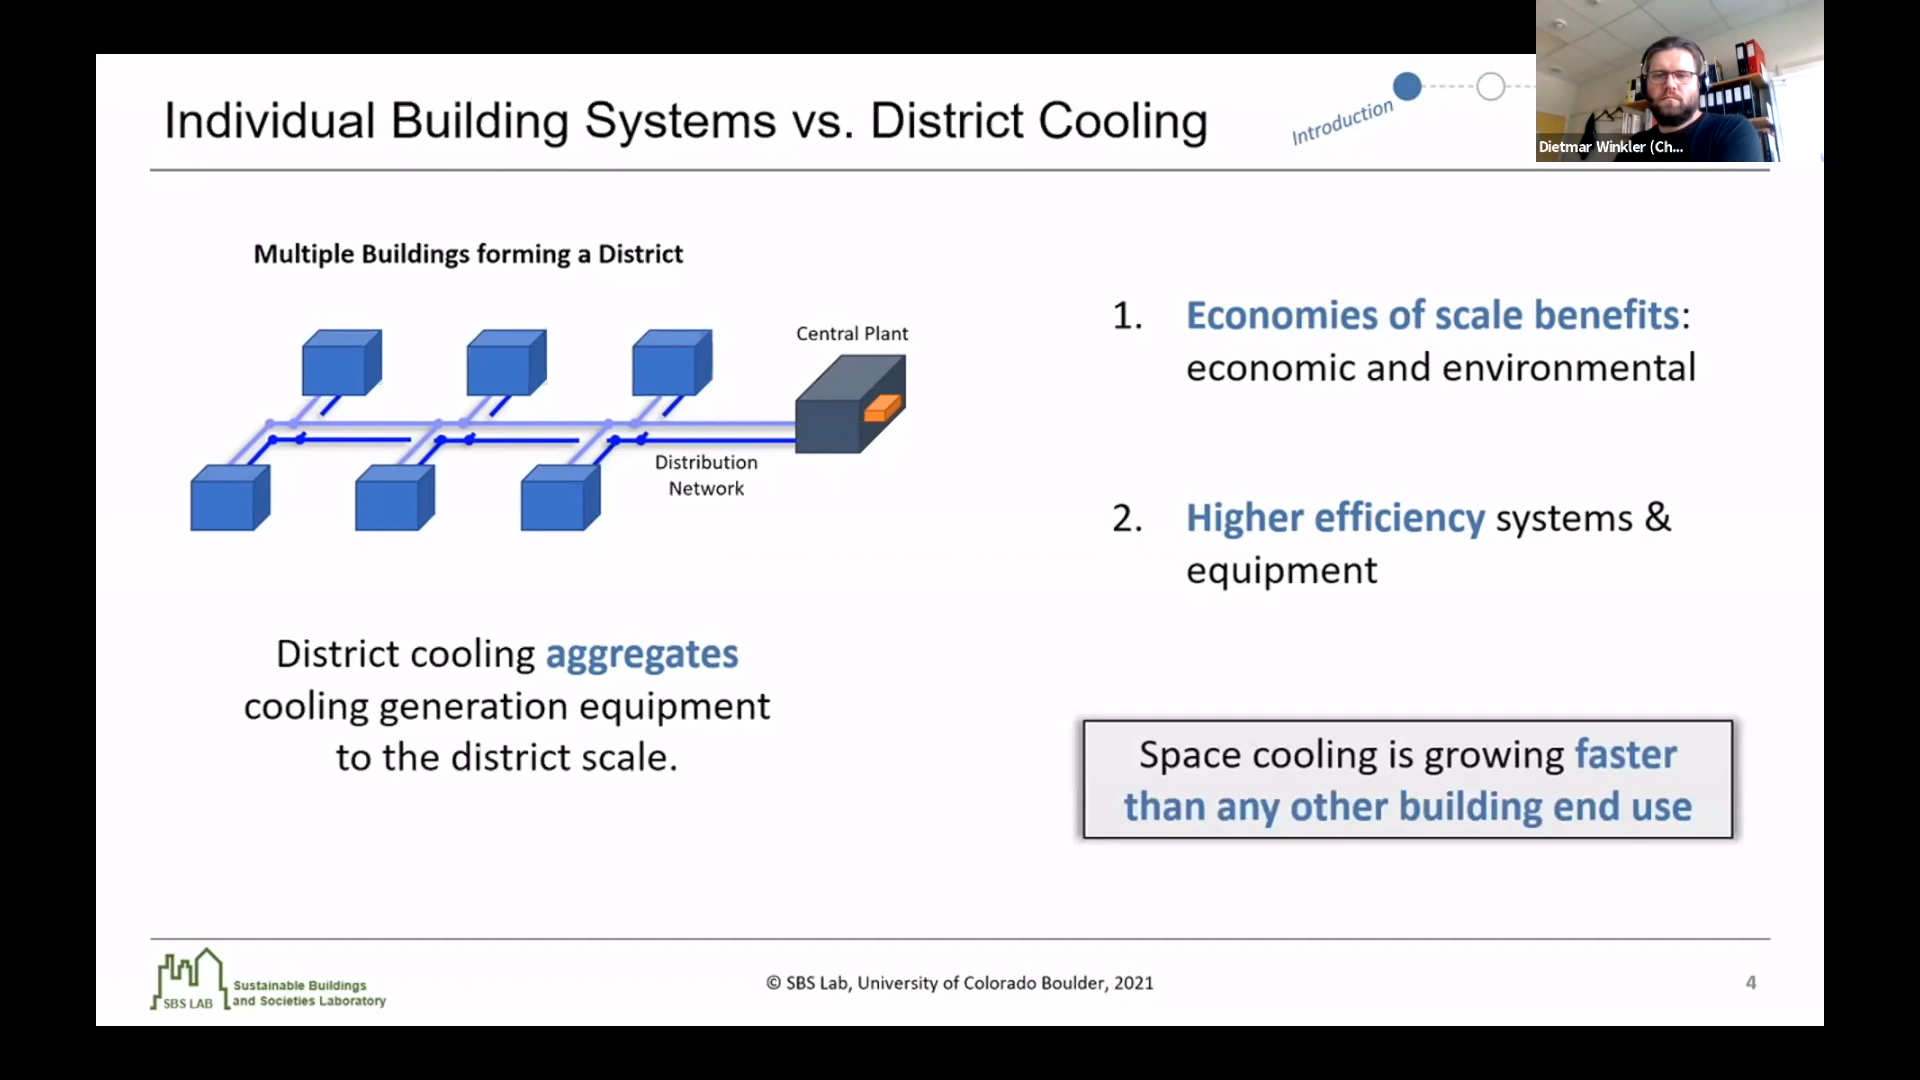 Individual Building Systems vs. District Cooling
Introduction
Dietmar Winkler (Ch...
Multiple Buildings forming a District
Central Plant
Distribution
Network
District cooling aggregates
cooling generation equipment
to the district scale.
1. Economies of scale benefits:
economic and environmental
2. Higher efficiency systems &
equipment
Space cooling is growing faster
than any other building end use
SBS LAB
Sustainable Buildings
and Societies Laboratory
© SBS Lab, University of Colorado Boulder, 2021
4